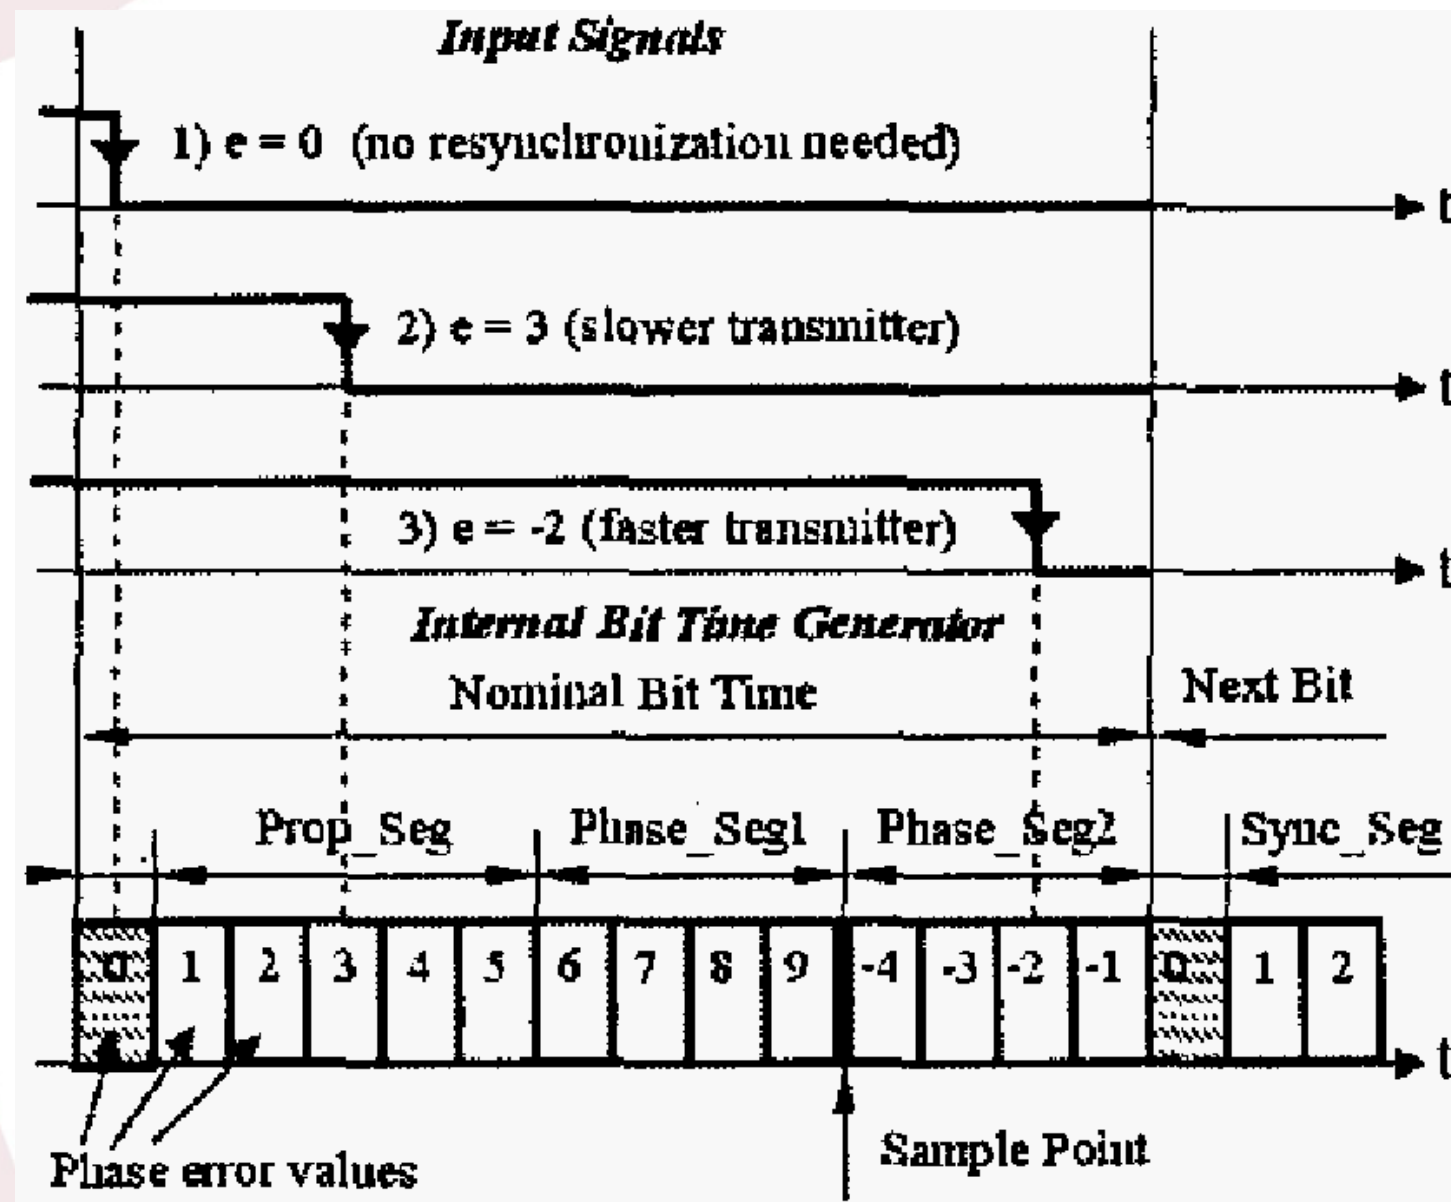 Input Signals
1) e = 0 (no resynchronization needed)
t
2) e = 3 (slower transmitter)
t
3) e = -2 (faster transmitter)
t
Internal Bit Time Generator
Nominal Bit Time
Next Bit
Prop_Seg
Phase_Seg1
Phase_Seg2
Sync_Seg
0 1 2 3 4 5 6 7 8 9 -4 -3 -2 -1 0 1 2
t
Phase error values
Sample Point